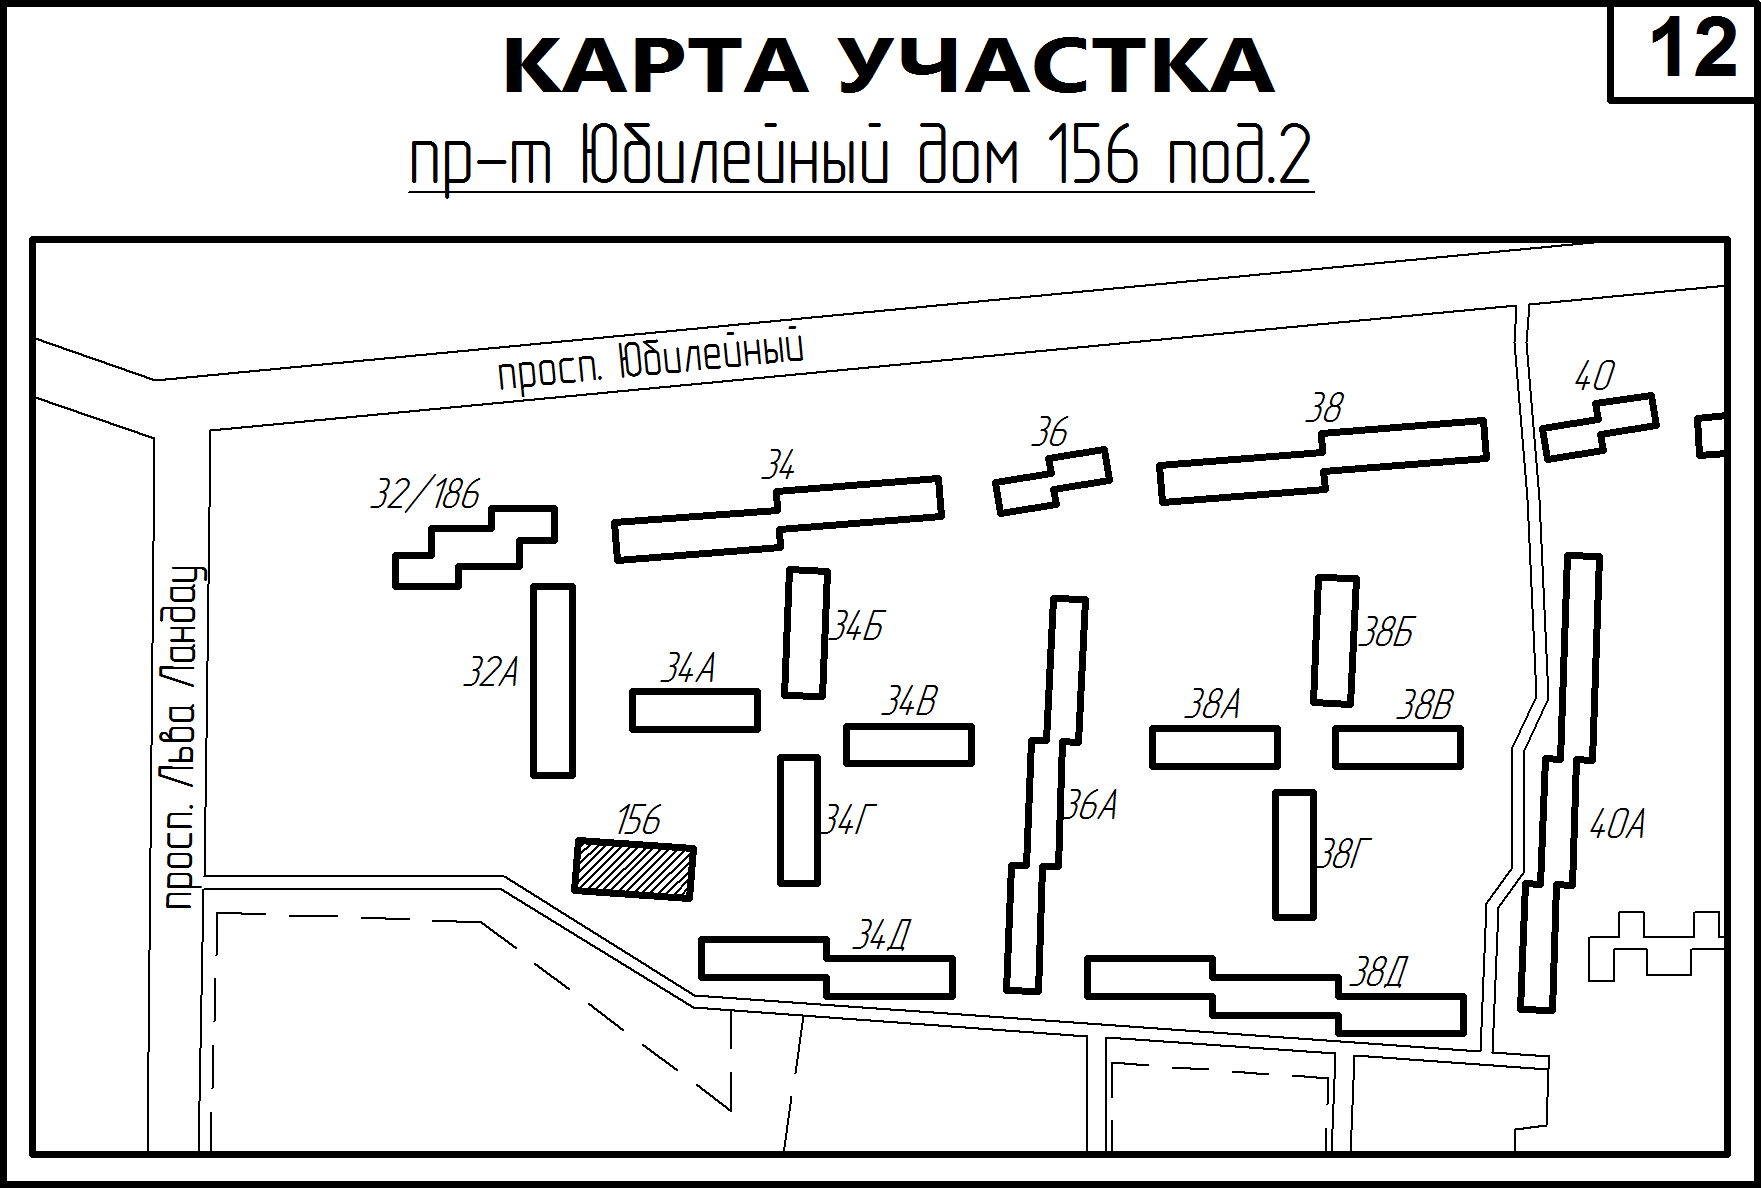 КАРТА УЧАСТКА
12
пр-т Юбилейный дом 156 под.2
просп. Юбилейный
40
38
36
34
32/186
34Б
38Б
32А
34А
34В
38А
38В
просп. Льва Ландау
156
34Г
36А
38Г
40А
34Д
38Д